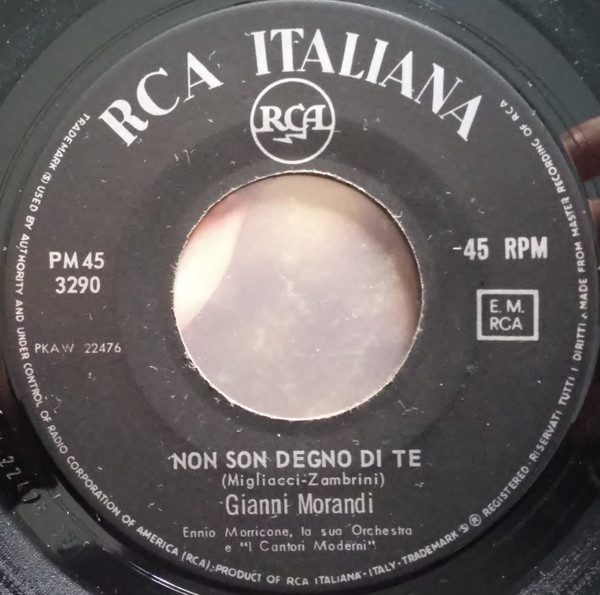 RCA ITALIANA
RCA
PM 45
3290
-45 RPM
E. M.
RCA
PKAW 22476
NON SON DEGNO DI TE
(Migliacci-Zambrini)
Gianni Morandi
Ennio Morricone, la sua Orchestra
e "I Cantori Moderni"
TRADEMARK (S) USED BY AUTHORITY AND UNDER CONTROL OF RADIO CORPORATION OF AMERICA (RCA)·PRODUCT OF RCA ITALIANA·ITALY·TRADEMARK (S) ® REGISTERED·RISERVATI TUTTI I DIRITTI·MADE FROM MASTER RECORDING OF RCA